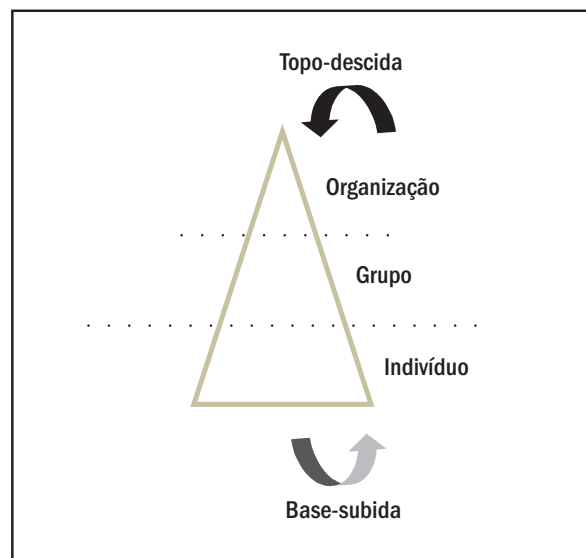 Topo-descida
Organização
Grupo
Indivíduo
Base-subida